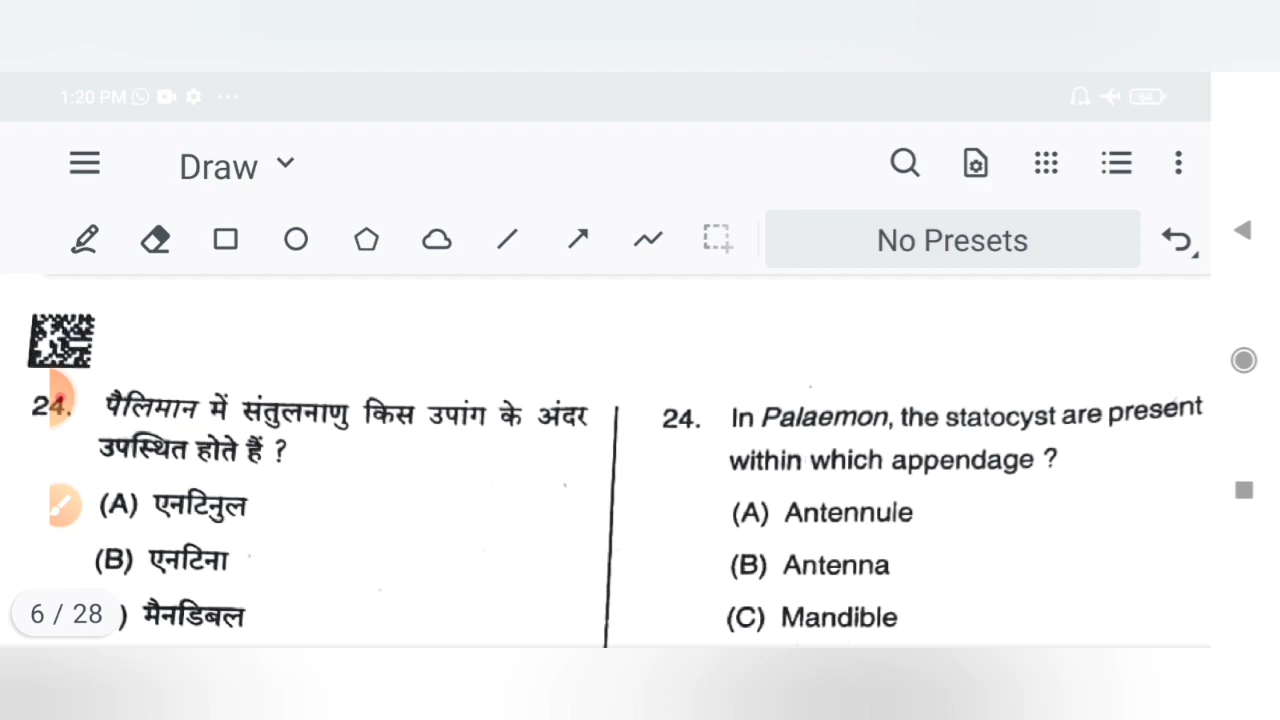 1:20 PM
64
Draw
No Presets
24. पैलिमान में संतुलनाणु किस उपांग के अंदर
उपस्थित होते हैं ?
(A) एनटिनुल
(B) एनटिना
) मैनडिबल
6 / 28
24. In Palaemon, the statocyst are present
within which appendage ?
(A) Antennule
(B) Antenna
(C) Mandible